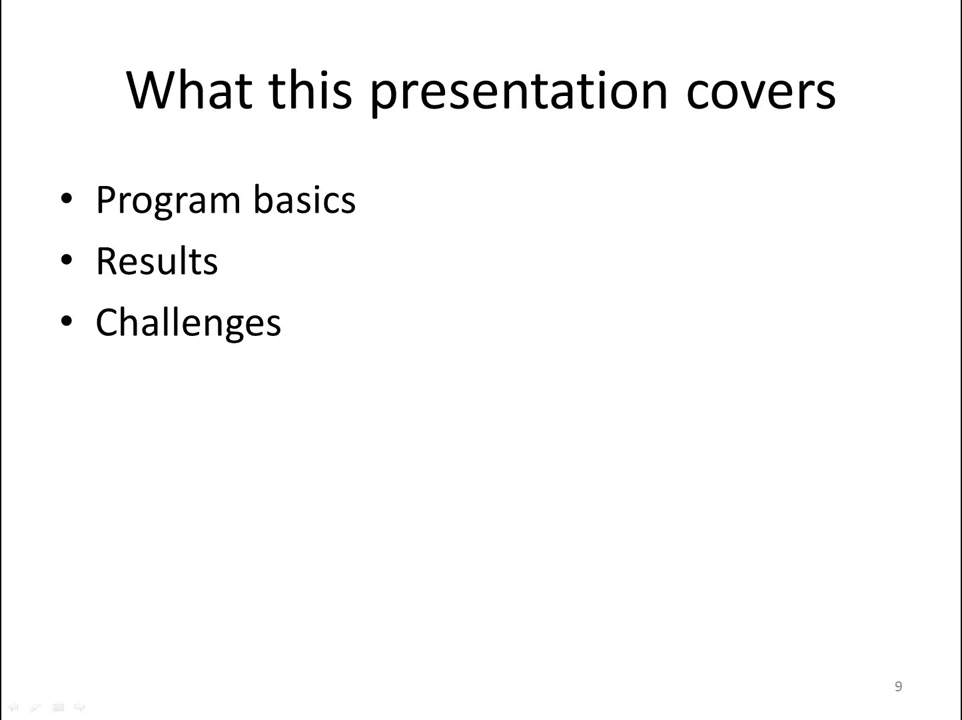 What this presentation covers
• Program basics
• Results
• Challenges
9